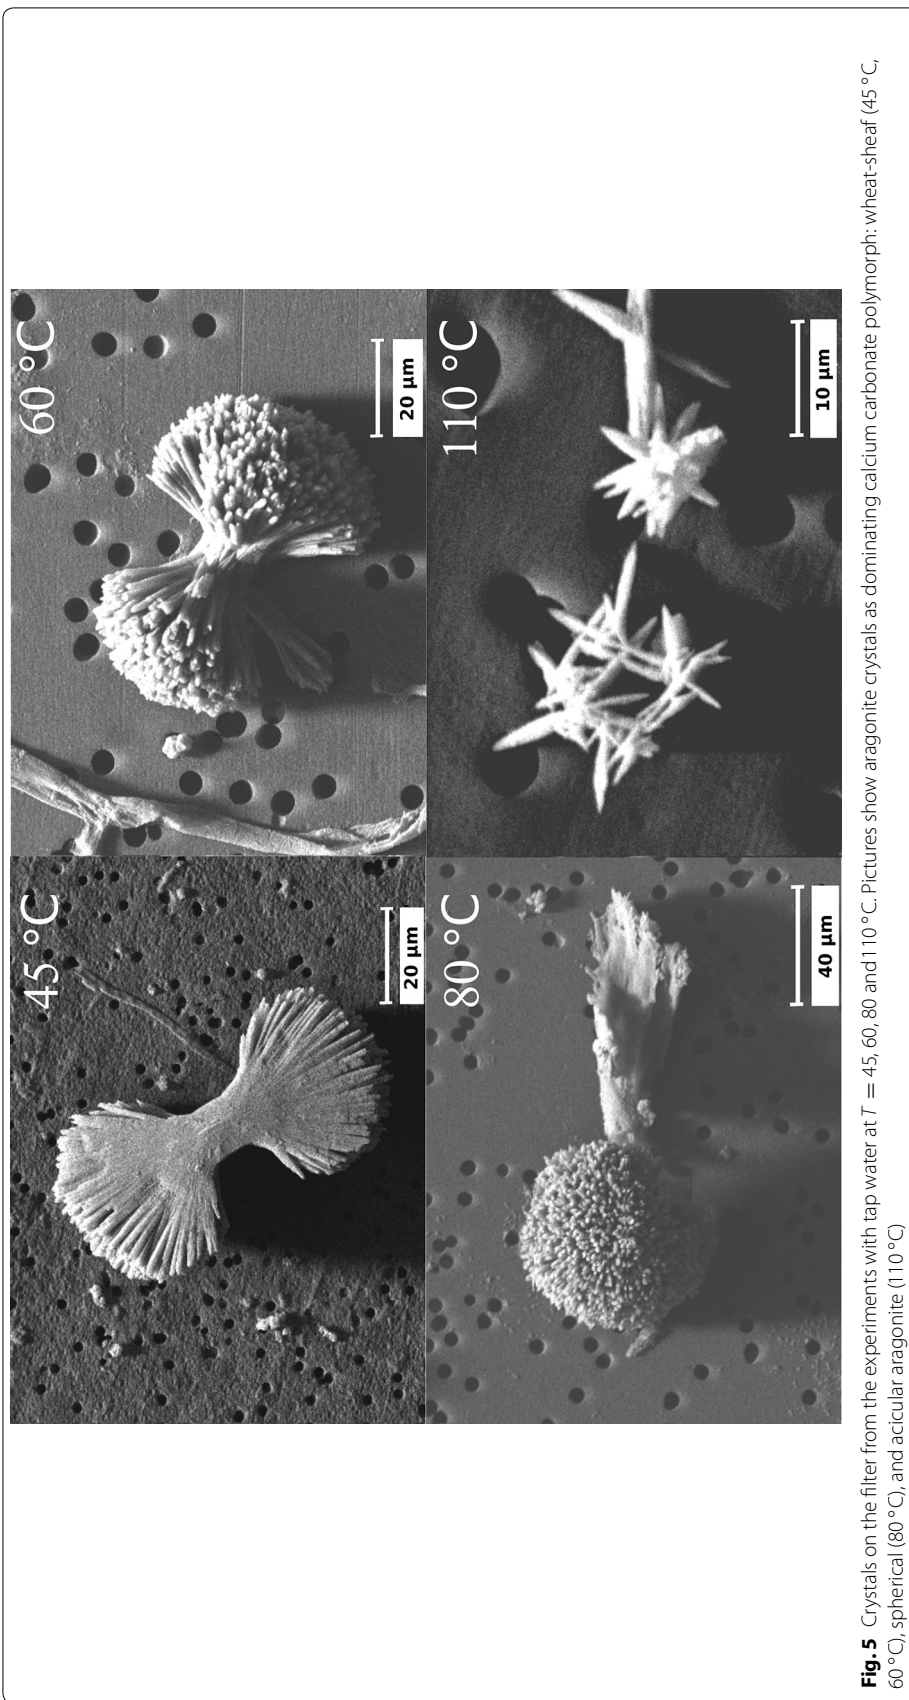 45 °C
20 µm
60 °C
20 µm
80 °C
40 µm
110 °C
10 µm
Fig. 5 Crystals on the filter from the experiments with tap water at T = 45, 60, 80 and110 °C. Pictures show aragonite crystals as dominating calcium carbonate polymorph: wheat-sheaf (45 °C,
60 °C), spherical (80 °C), and acicular aragonite (110 °C)